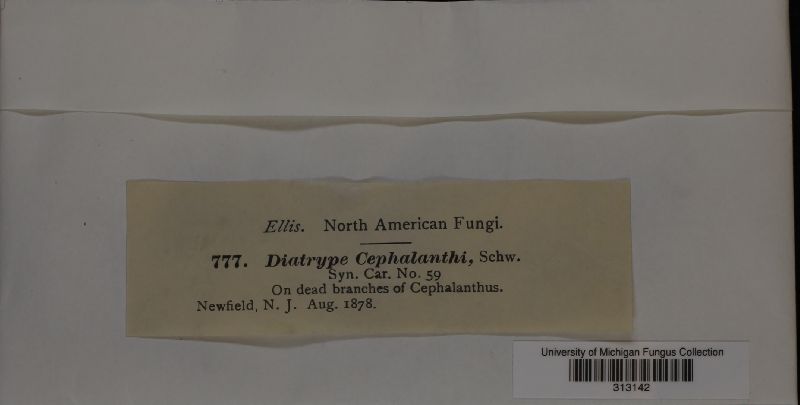 Ellis. North American Fungi.
777. Diatrype Cephalanthi, Schw.
Syn. Car. No. 59
On dead branches of Cephalanthus.
Newfield, N. J. Aug. 1878.
University of Michigan Fungus Collection
313142